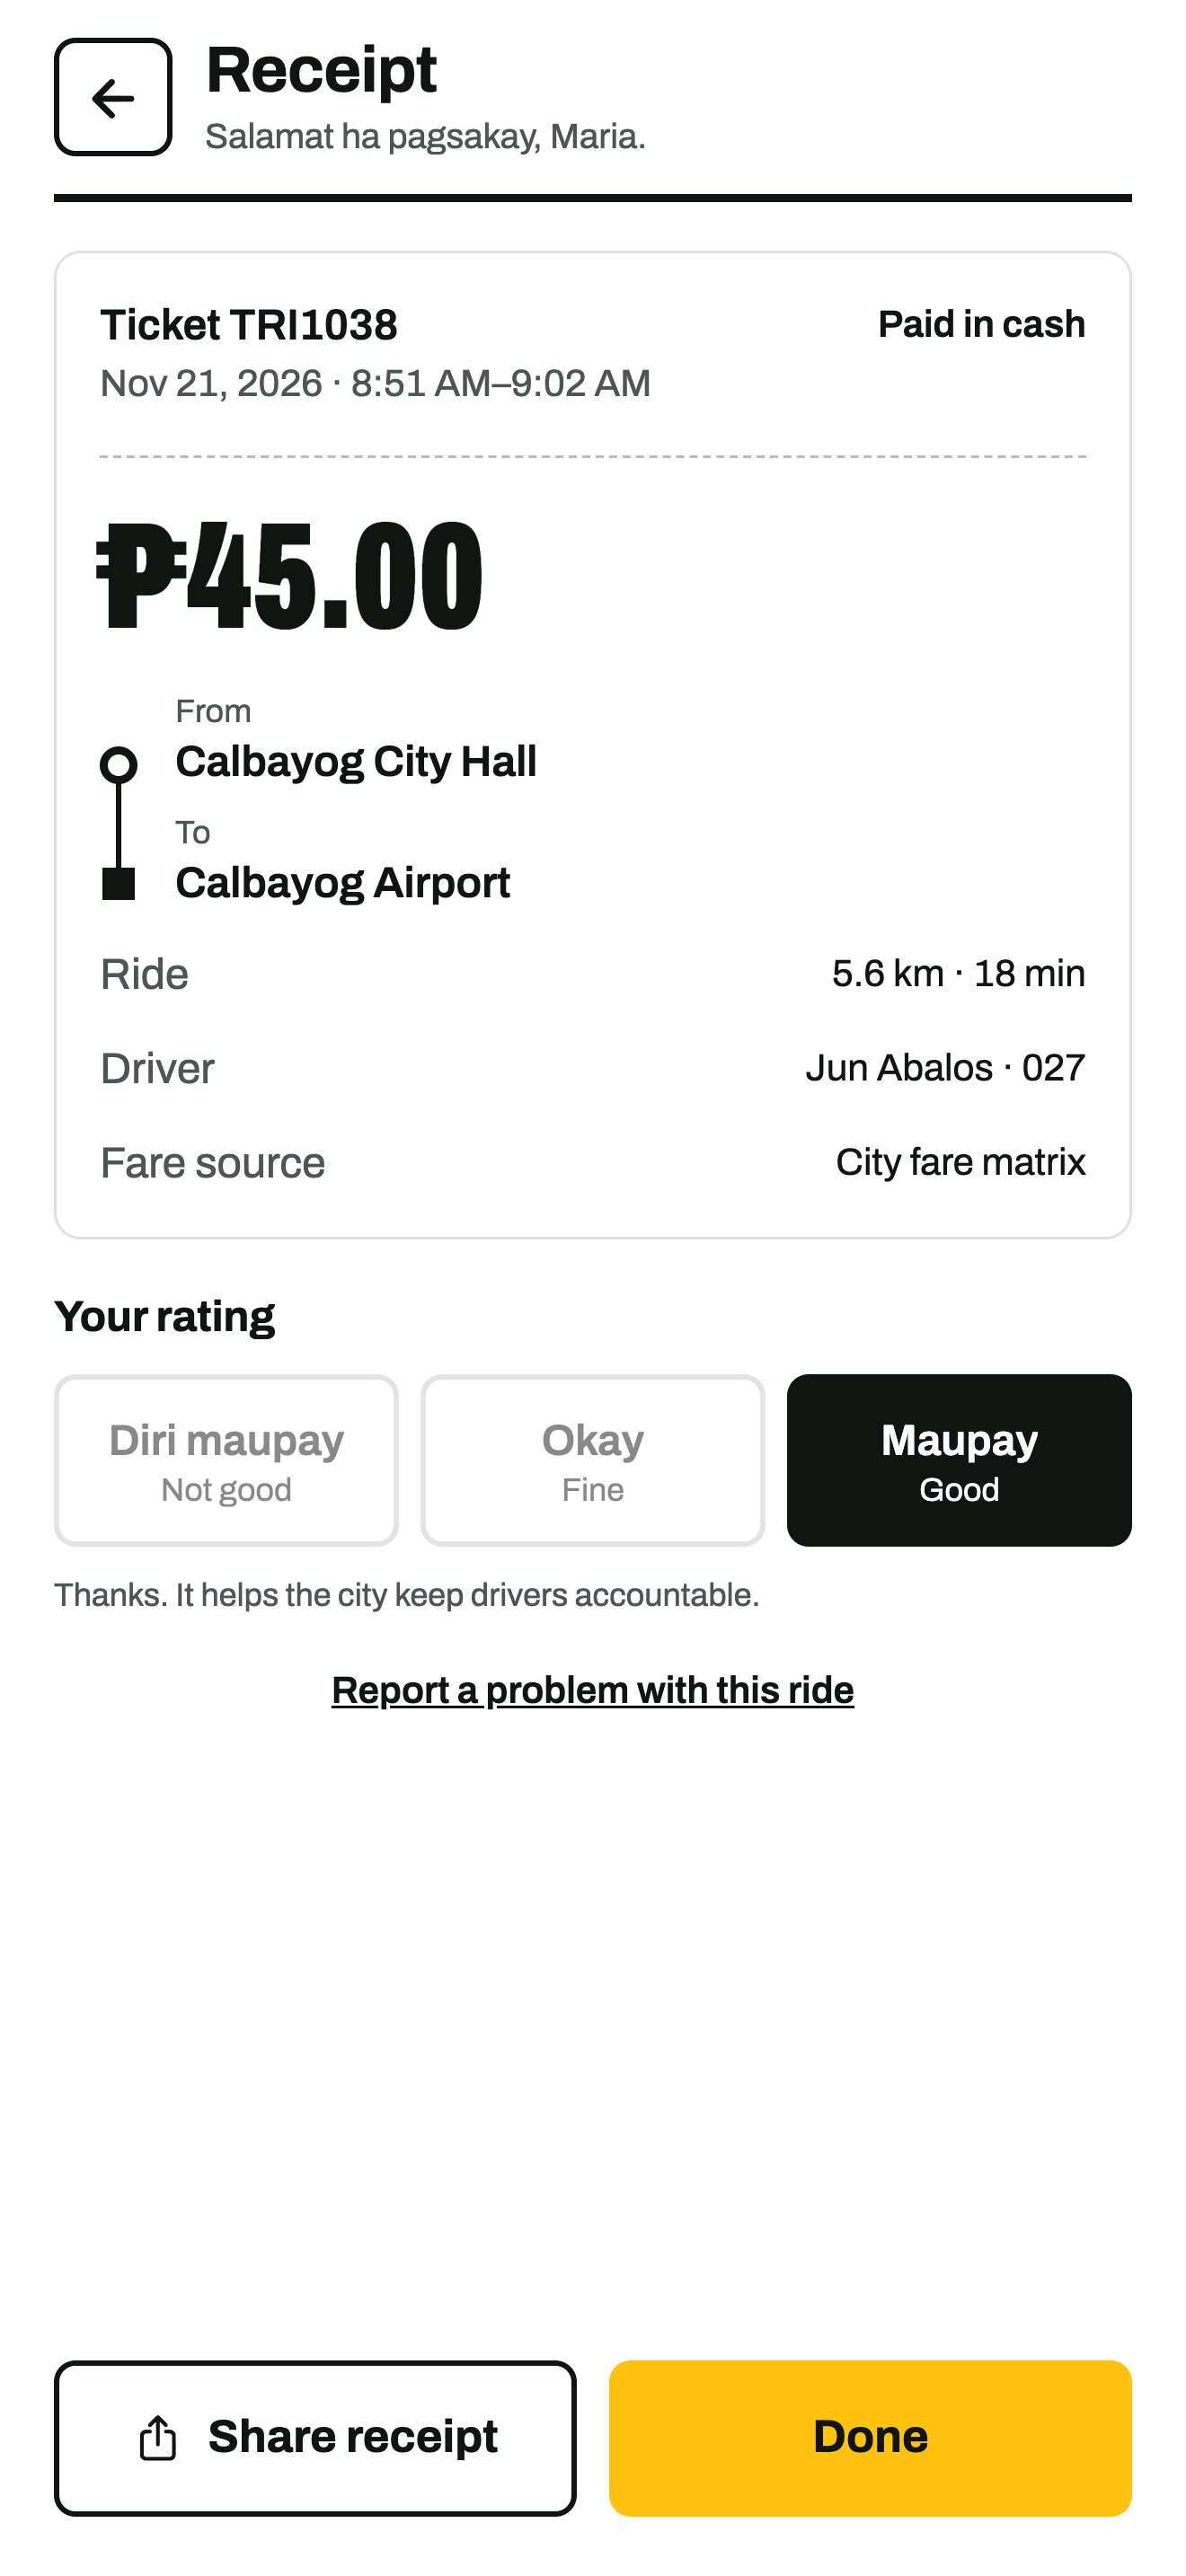 Receipt
Salamat ha pagsakay, Maria.
Ticket TRI1038
Paid in cash
Nov 21, 2026 · 8:51 AM–9:02 AM
₱45.00
From
Calbayog City Hall
To
Calbayog Airport
Ride
5.6 km · 18 min
Driver
Jun Abalos · 027
Fare source
City fare matrix
Your rating
Diri maupay
Not good
Okay
Fine
Maupay
Good
Thanks. It helps the city keep drivers accountable.
Report a problem with this ride
Share receipt
Done